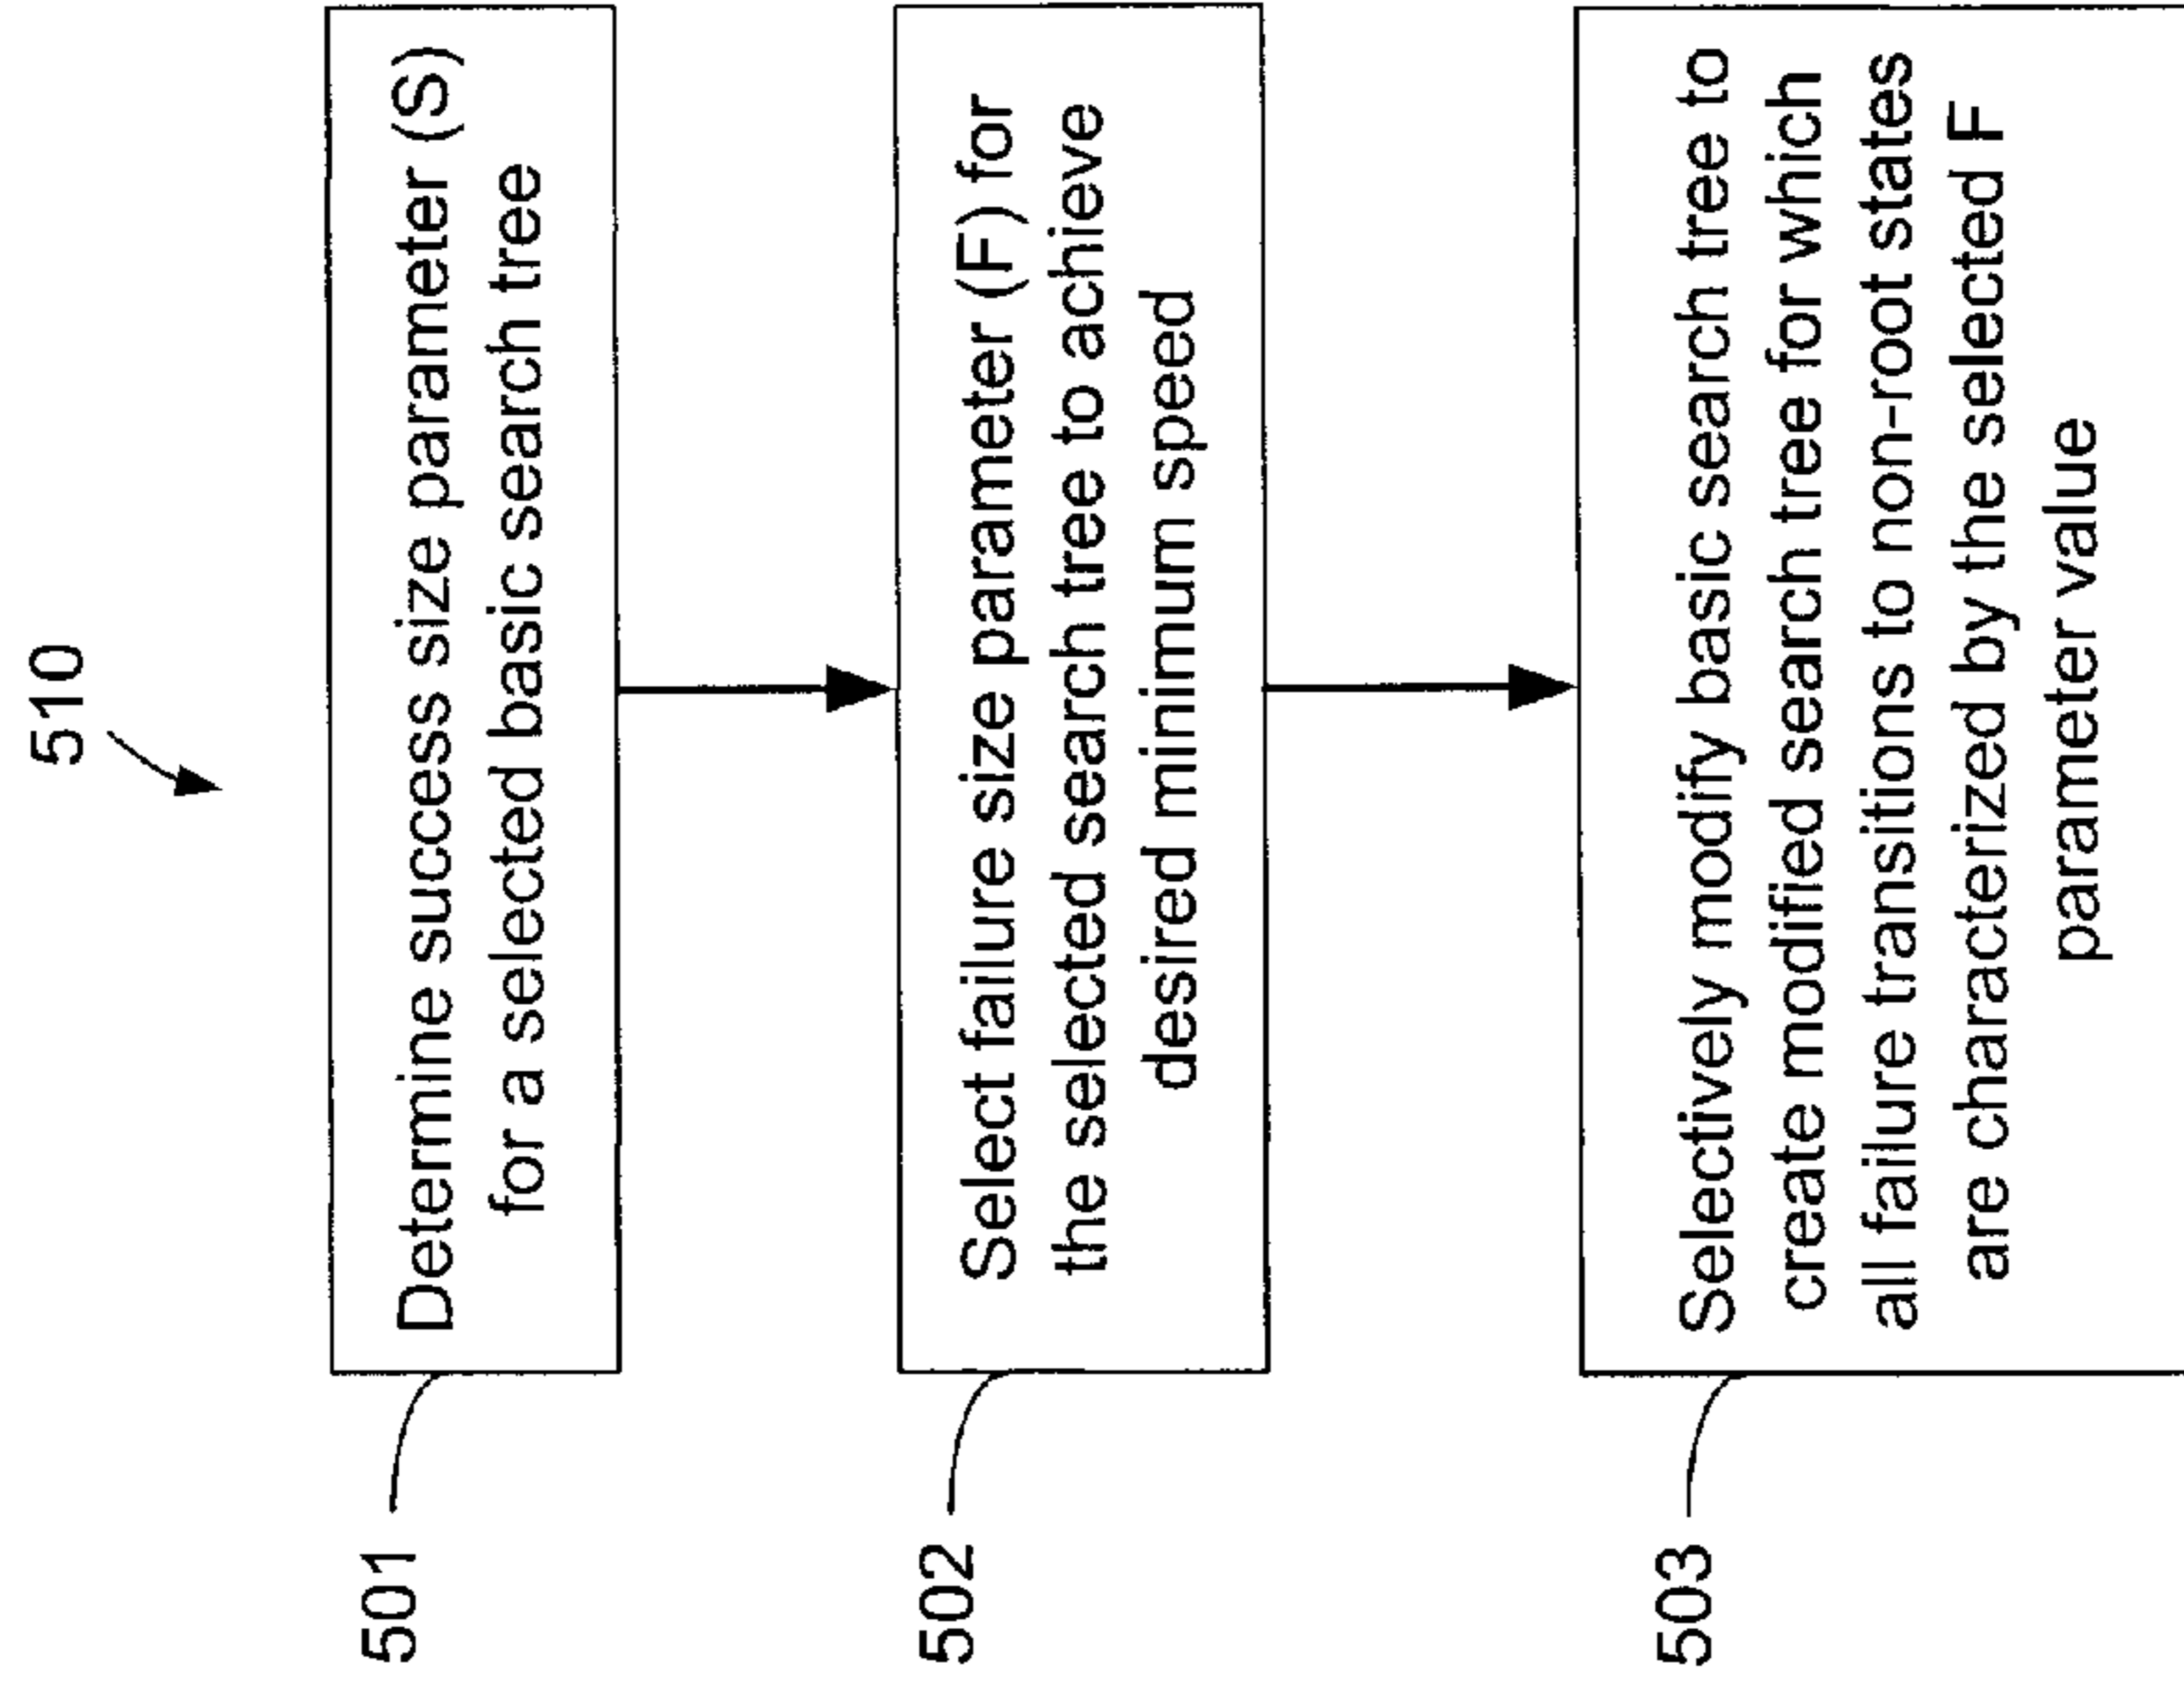 510
501
Determine success size parameter (S)
for a selected basic search tree
502
Select failure size parameter (F) for
the selected search tree to achieve
desired minimum speed
503
Selectively modify basic search tree to
create modified search tree for which
all failure transitions to non-root states
are characterized by the selected F
parameter value